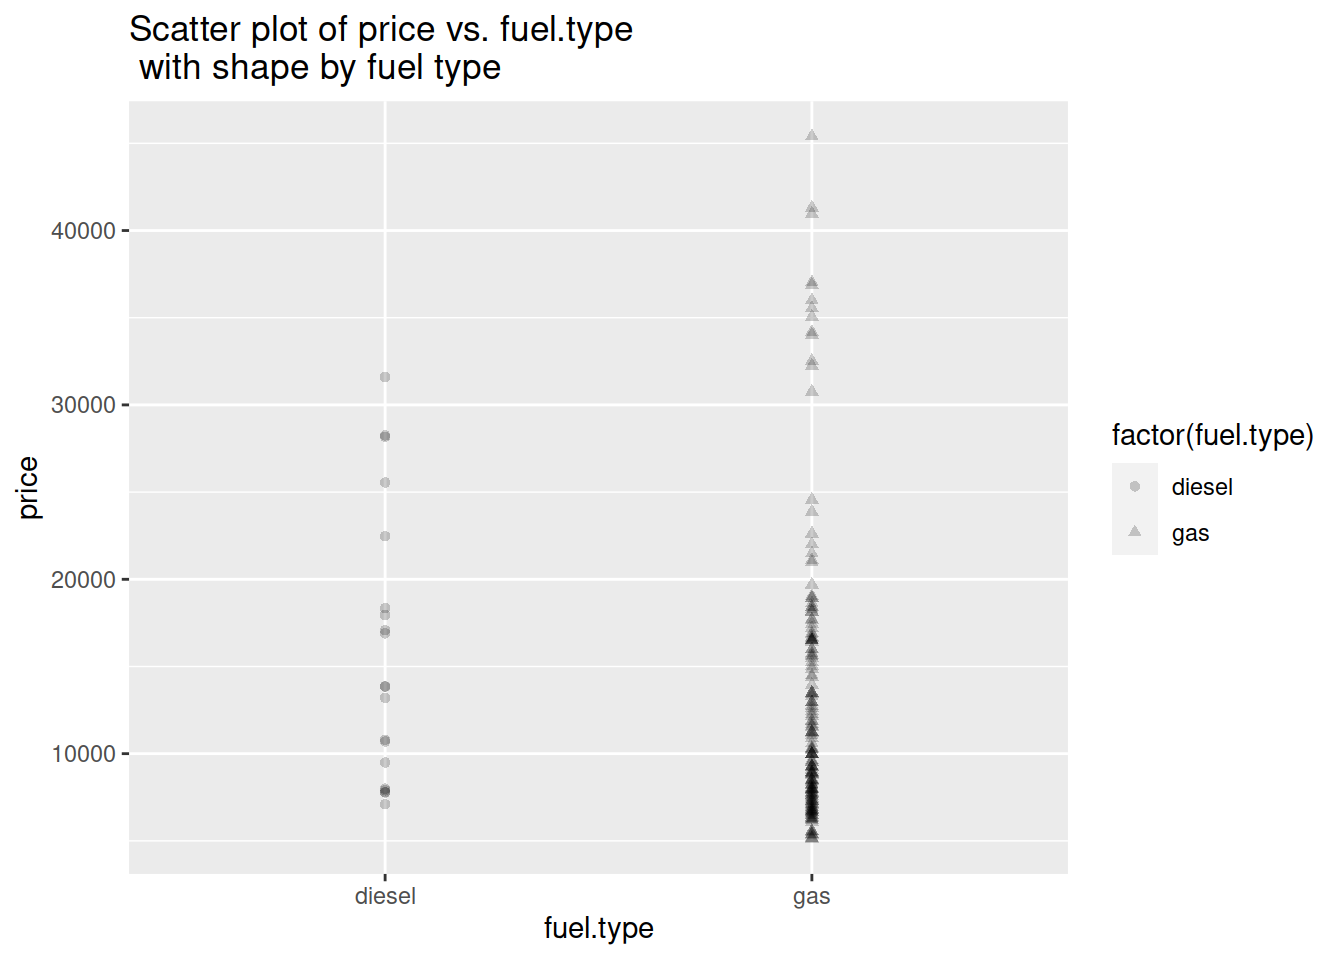 Scatter plot of price vs. fuel.type
with shape by fuel type
40000
30000
20000
10000
price
diesel
gas
fuel.type
factor(fuel.type)
diesel
gas